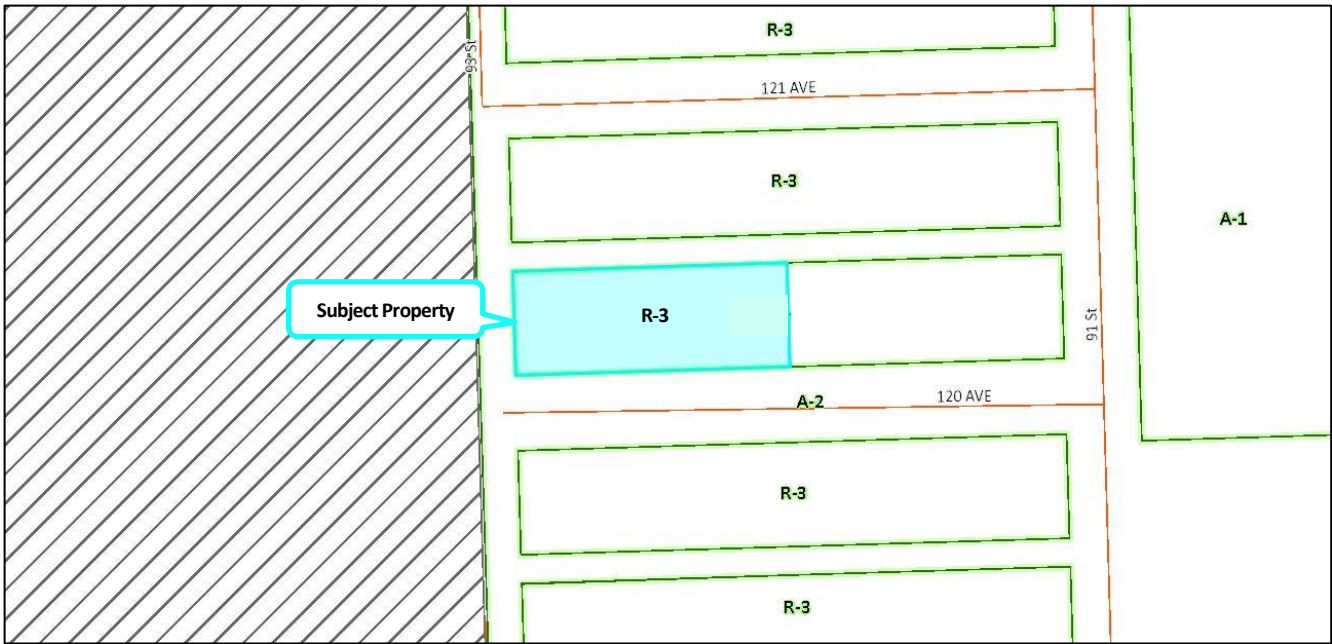 R-3
93 St
121 AVE
R-3
A-1
Subject Property
R-3
91 St
A-2
120 AVE
R-3
R-3